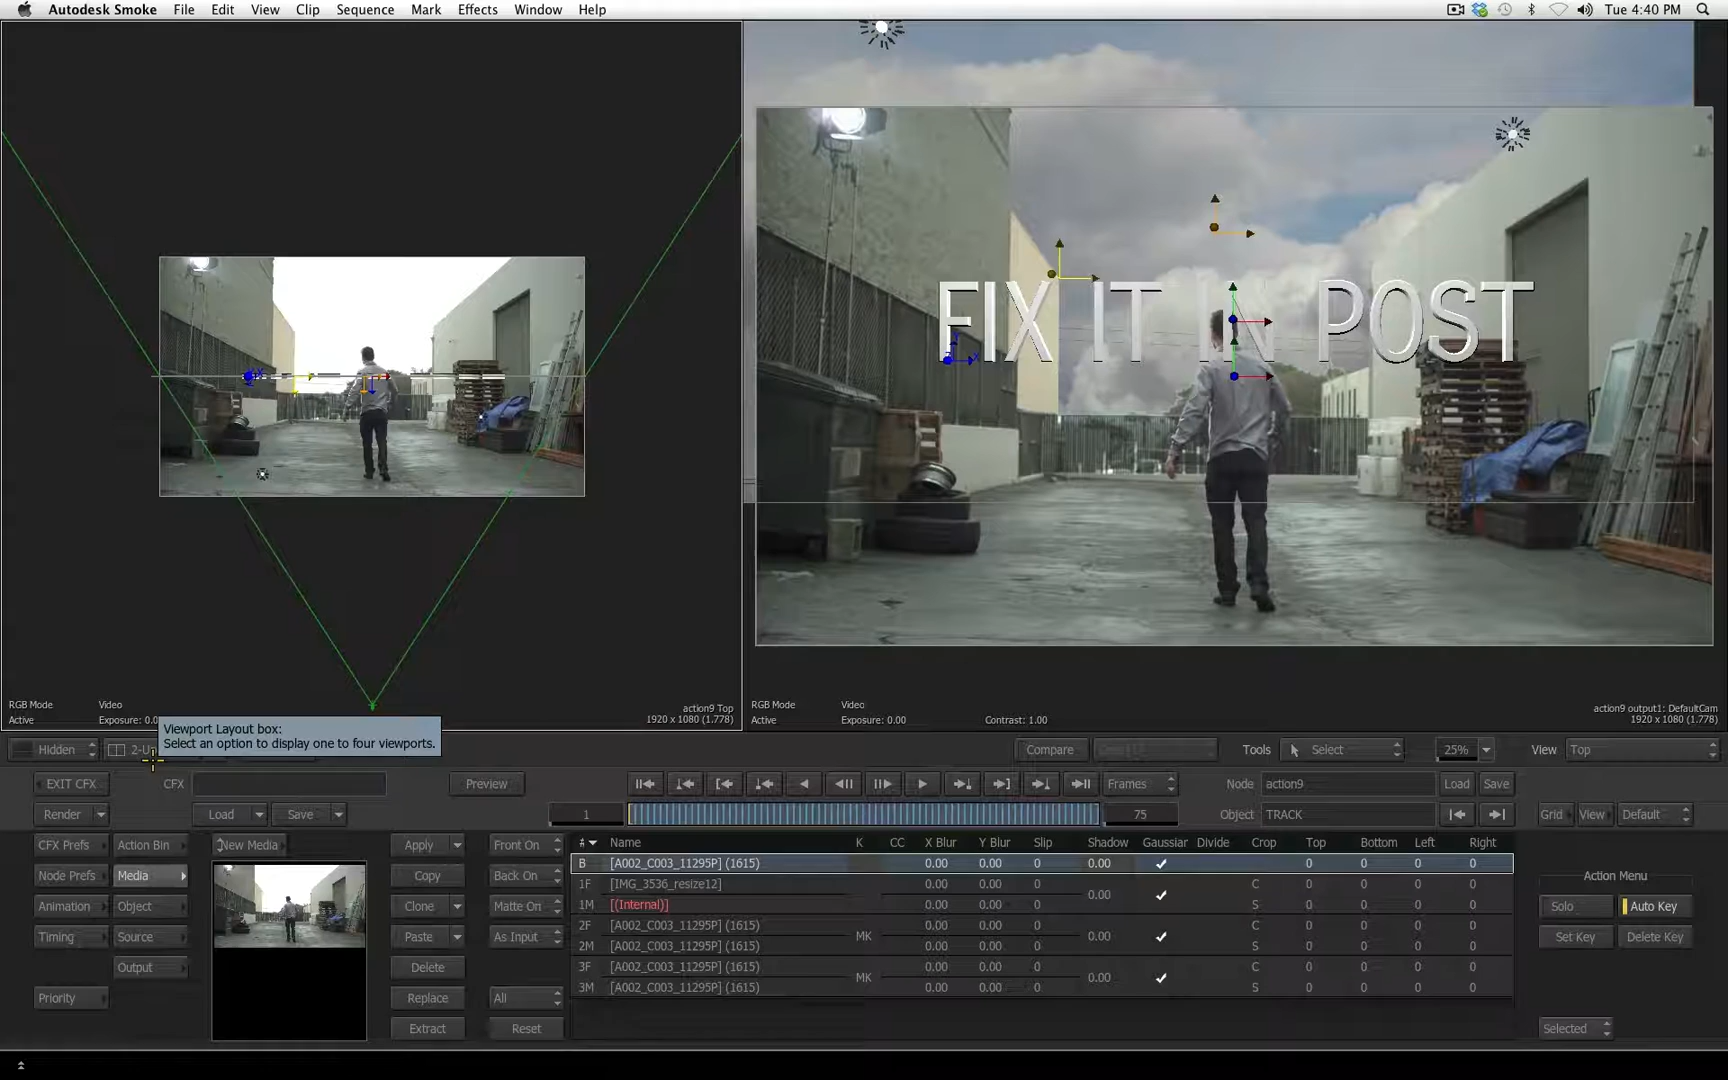 Autodesk Smoke File Edit View Clip Sequence Mark Effects Window Help Tue 4:40 PM
FIX IT IN POST
RGB Mode Video action9 Top
Active Exposure: 0.0 1920 x 1080 (1.778)
RGB Mode Video action9 output1: DefaultCam
Active Exposure: 0.00 Contrast: 1.00 1920 x 1080 (1.778)
Viewport Layout box:
Select an option to display one to four viewports.
Hidden 2-U Compare Tools Select 25% View Top
EXIT CFX CFX Preview Frames Node action9 Load Save
Render Load Save 1 75 Object TRACK Grid View Default
CFX Prefs Action Bin New Media Apply Front On # Name K CC X Blur Y Blur Slip Shadow Gaussiar Divide Crop Top Bottom Left Right
B [A002_C003_11295P] (1615) 0.00 0.00 0 0.00 0 0 0 0
Node Prefs Media Copy Back On Action Menu
1F [IMG_3536_resize12] 0.00 0.00 0 0.00 C 0 0 0 0
1M [(Internal)] 0.00 0.00 0 S 0 0 0 0
Animation Object Clone Matte On Solo Auto Key
2F [A002_C003_11295P] (1615) MK 0.00 0.00 0 0.00 C 0 0 0 0
2M [A002_C003_11295P] (1615) 0.00 0.00 0 S 0 0 0 0
Timing Source Paste As Input Set Key Delete Key
3F [A002_C003_11295P] (1615) MK 0.00 0.00 0 0.00 C 0 0 0 0
3M [A002_C003_11295P] (1615) 0.00 0.00 0 S 0 0 0 0
Output Delete
Priority Replace All
Extract Reset Selected